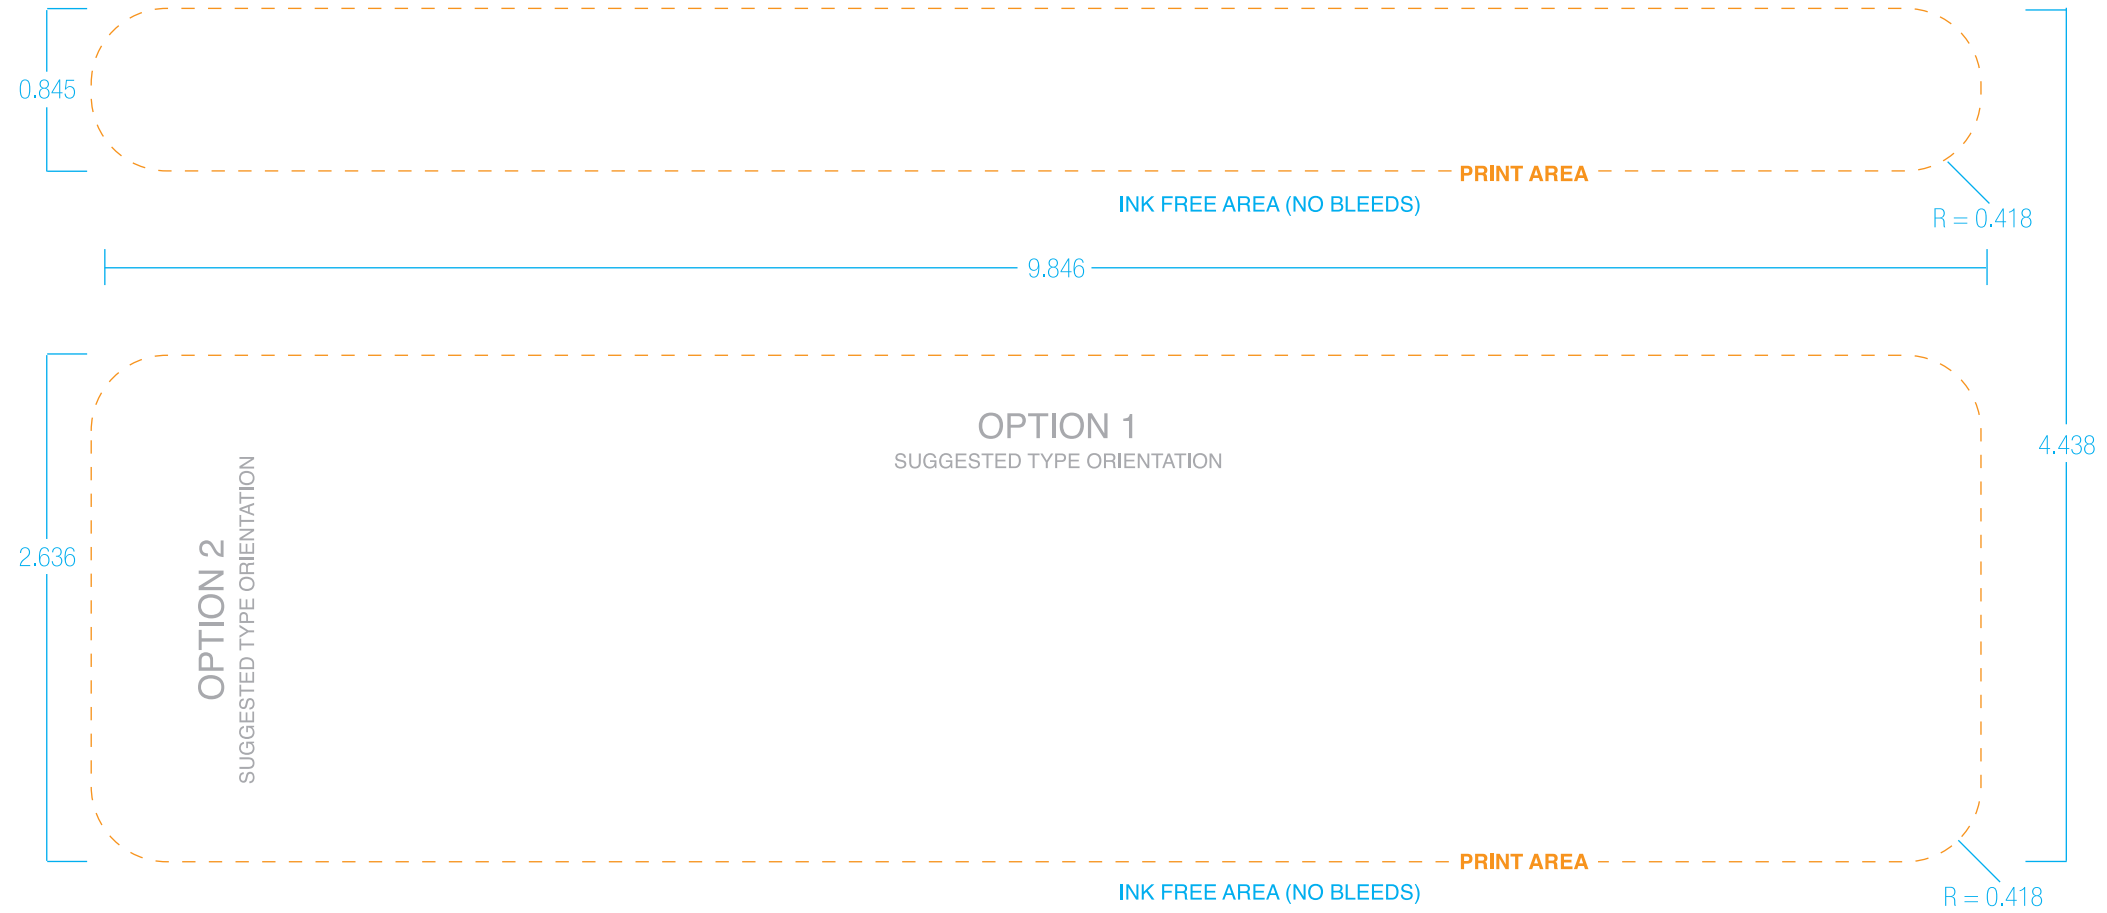 0.845
PRINT AREA
INK FREE AREA (NO BLEEDS)
R = 0.418
9.846
OPTION 1
SUGGESTED TYPE ORIENTATION
4.438
OPTION 2
SUGGESTED TYPE ORIENTATION
2.636
PRINT AREA
INK FREE AREA (NO BLEEDS)
R = 0.418